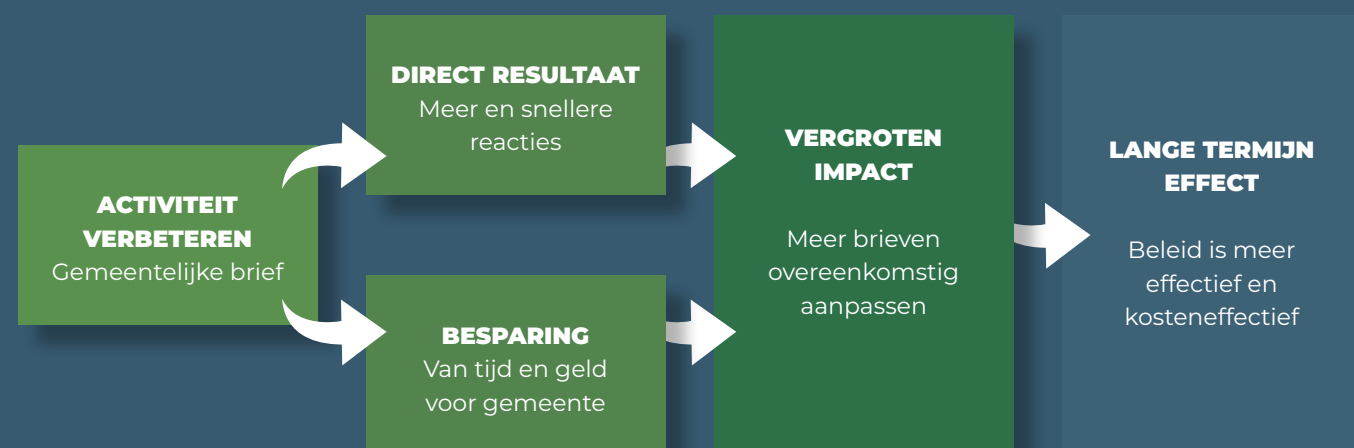 ACTIVITEIT
VERBETEREN
Gemeentelijke brief
DIRECT RESULTAAT
Meer en snellere
reacties
BESPARING
Van tijd en geld
voor gemeente
VERGROTEN
IMPACT
Meer brieven
overeenkomstig
aanpassen
LANGE TERMIJN
EFFECT
Beleid is meer
effectief en
kosteneffectief